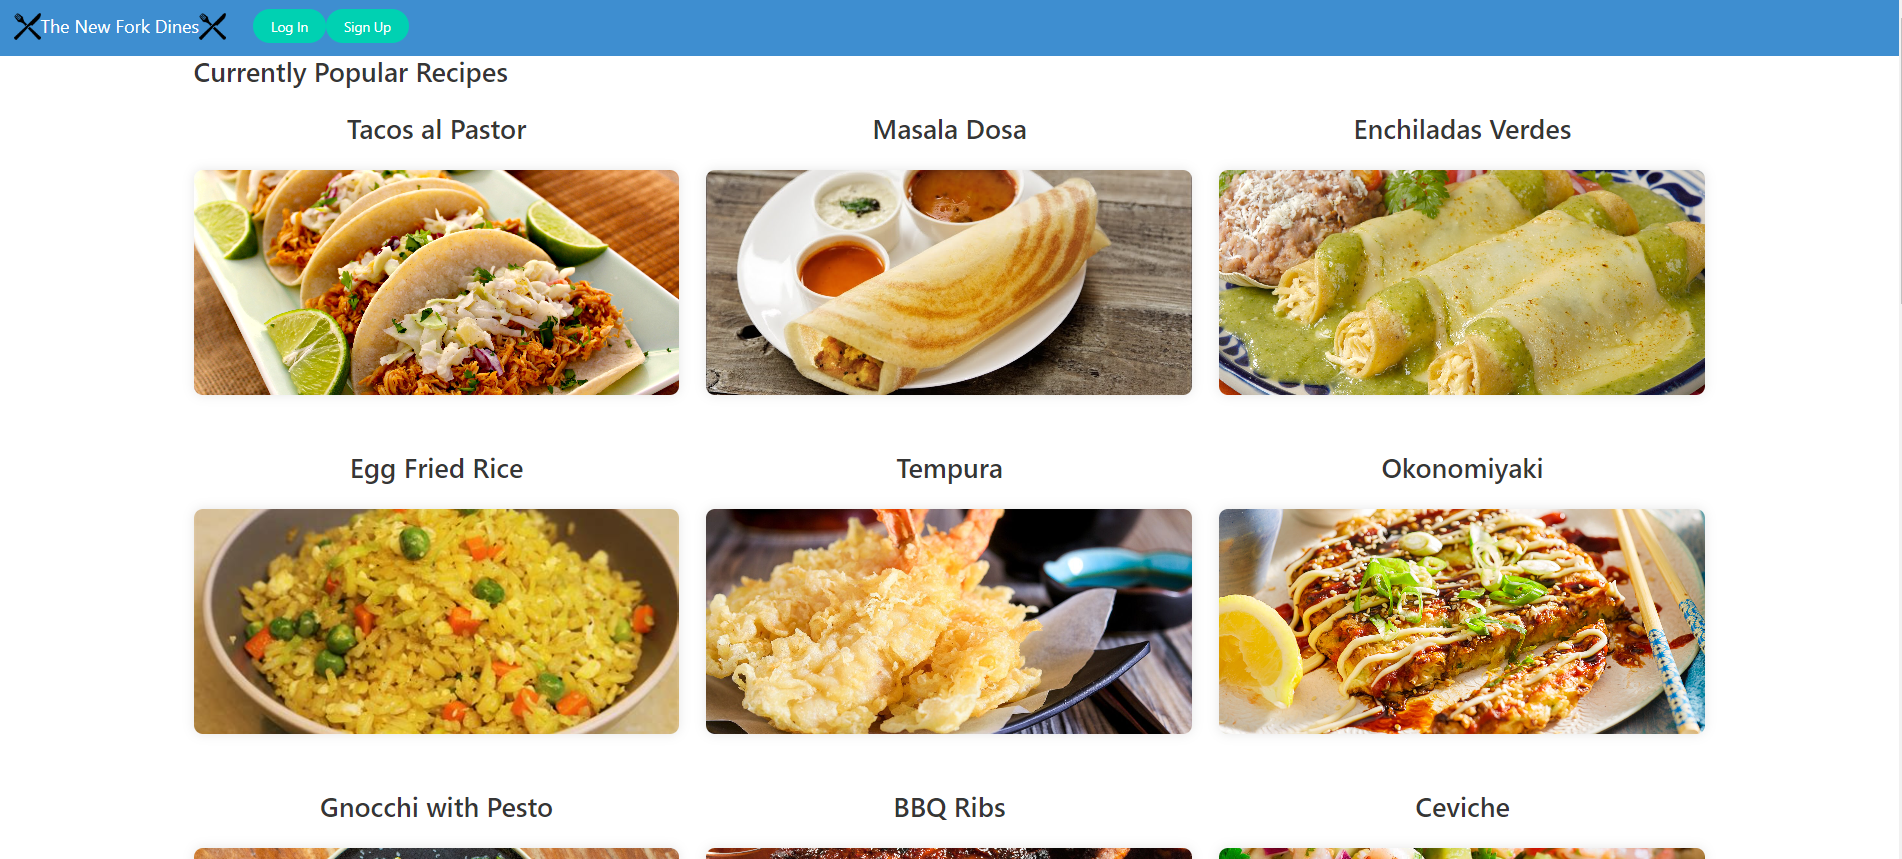 The New Fork Dines
Log In
Sign Up
Currently Popular Recipes
Tacos al Pastor
Masala Dosa
Enchiladas Verdes
Egg Fried Rice
Tempura
Okonomiyaki
Gnocchi with Pesto
BBQ Ribs
Ceviche